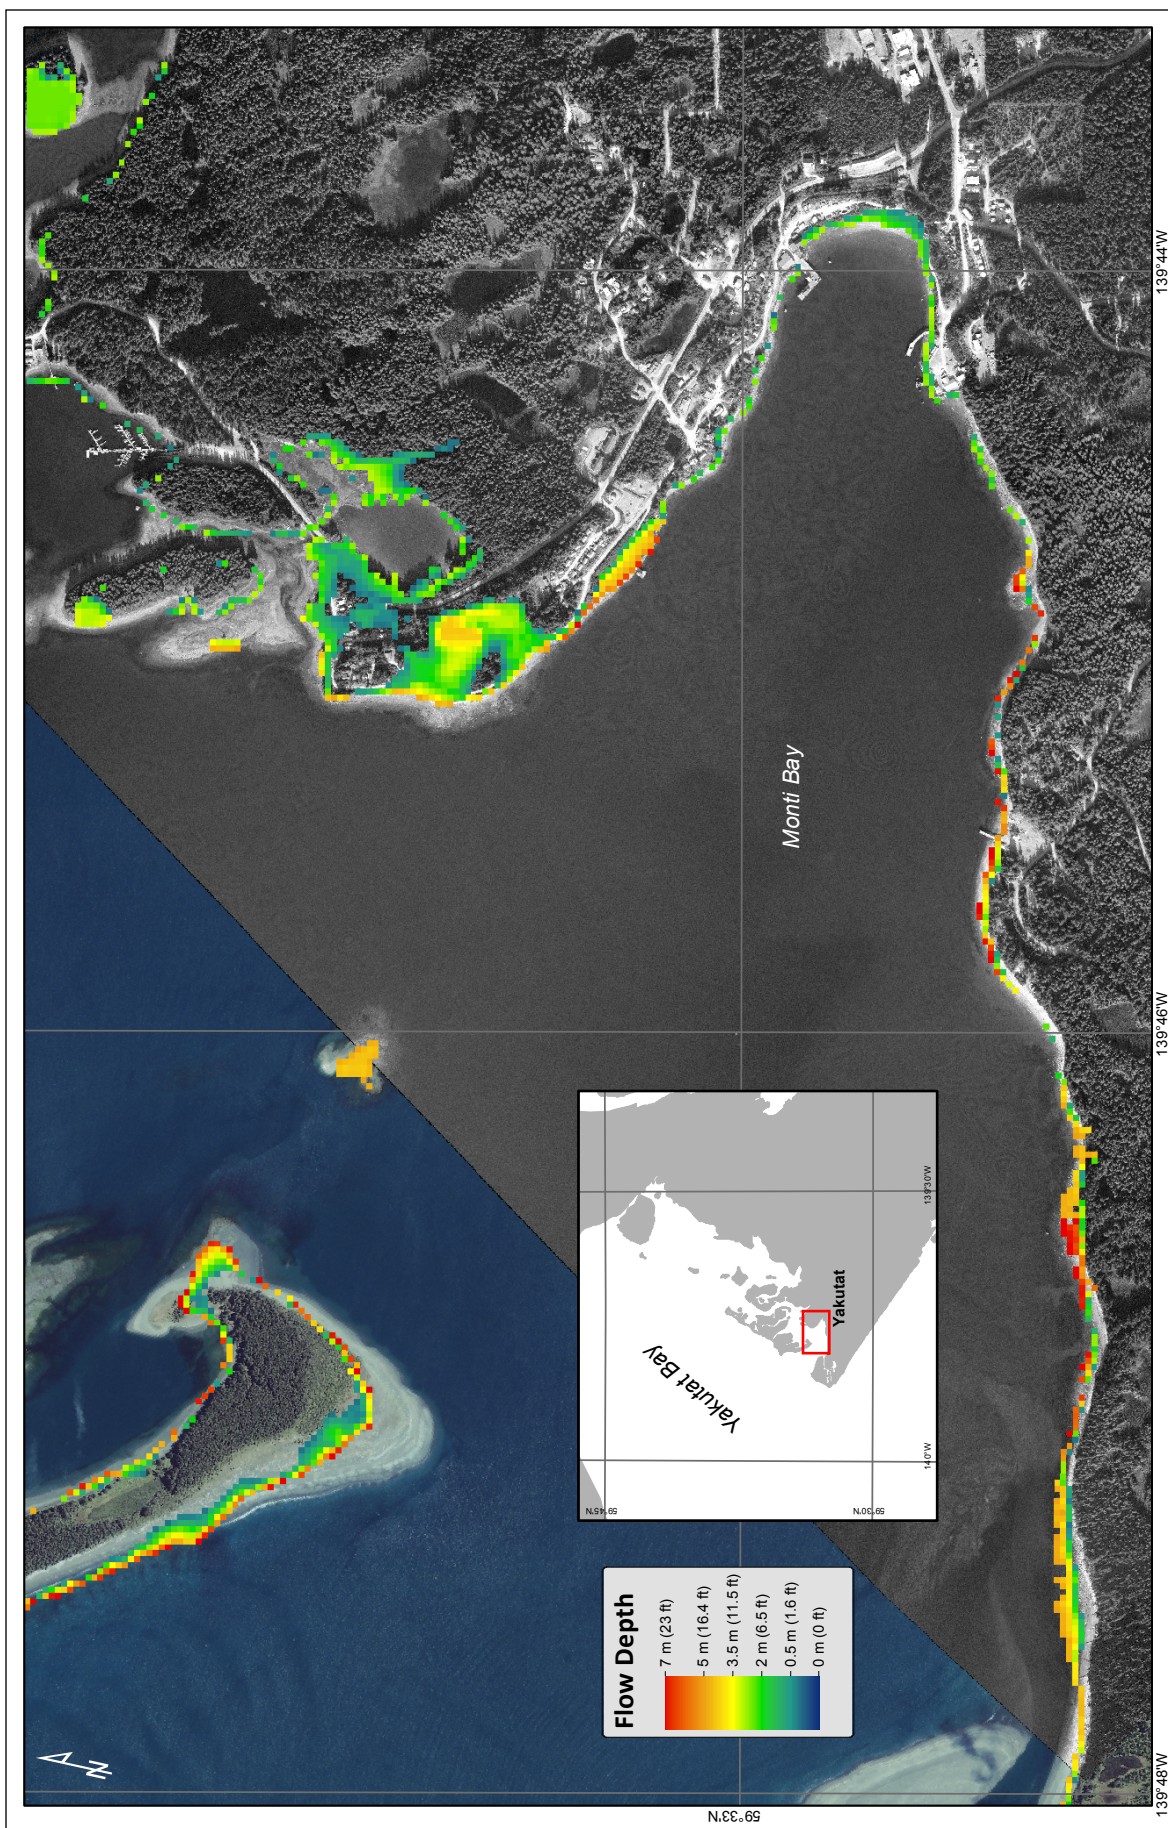 139°44'W
139°46'W
139°48'W
59°33'N
Monti Bay
N
Flow Depth
7 m (23 ft)
5 m (16.4 ft)
3.5 m (11.5 ft)
2 m (6.5 ft)
0.5 m (1.6 ft)
0 m (0 ft)
Yakutat Bay
Yakutat
139°30'W
140°W
59°45'N
59°30'N